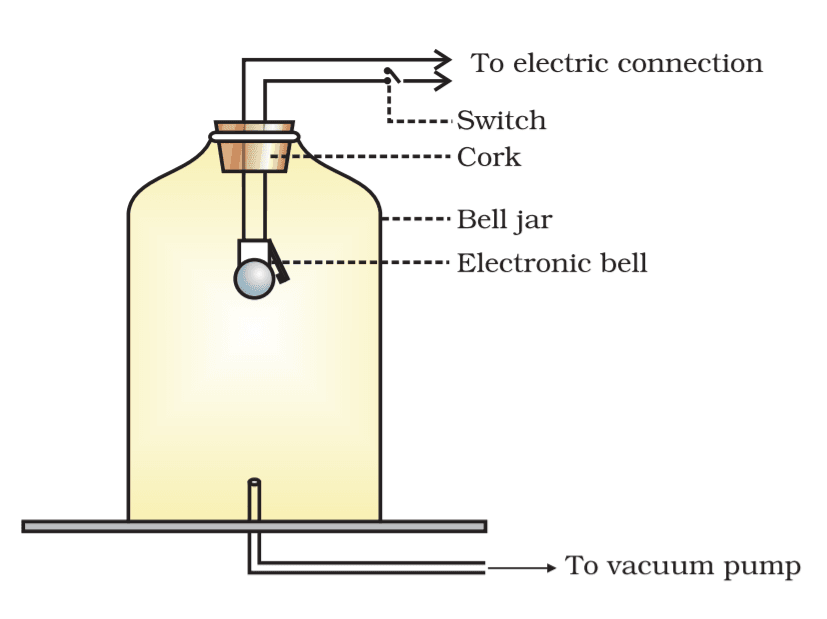 To electric connection
Switch
Cork
Bell jar
Electronic bell
To vacuum pump